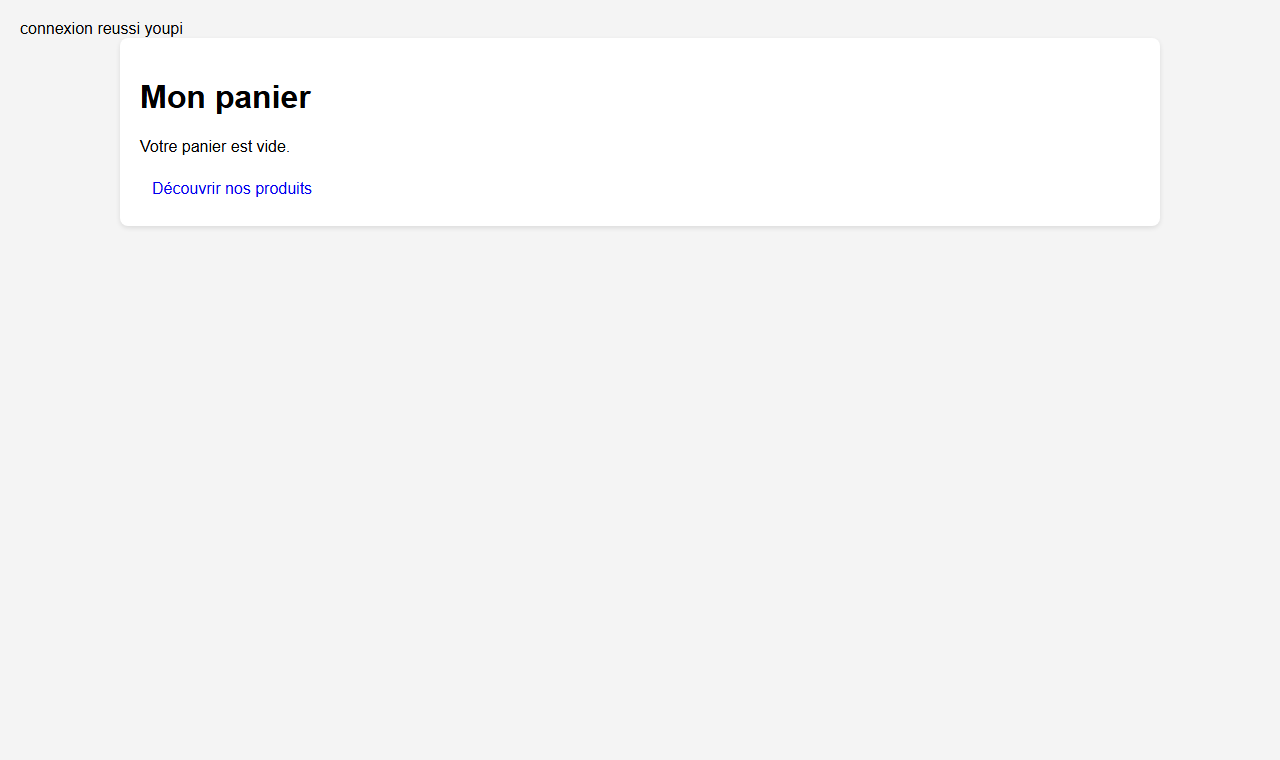 connexion reussi youpi
Mon panier
Votre panier est vide.
Découvrir nos produits